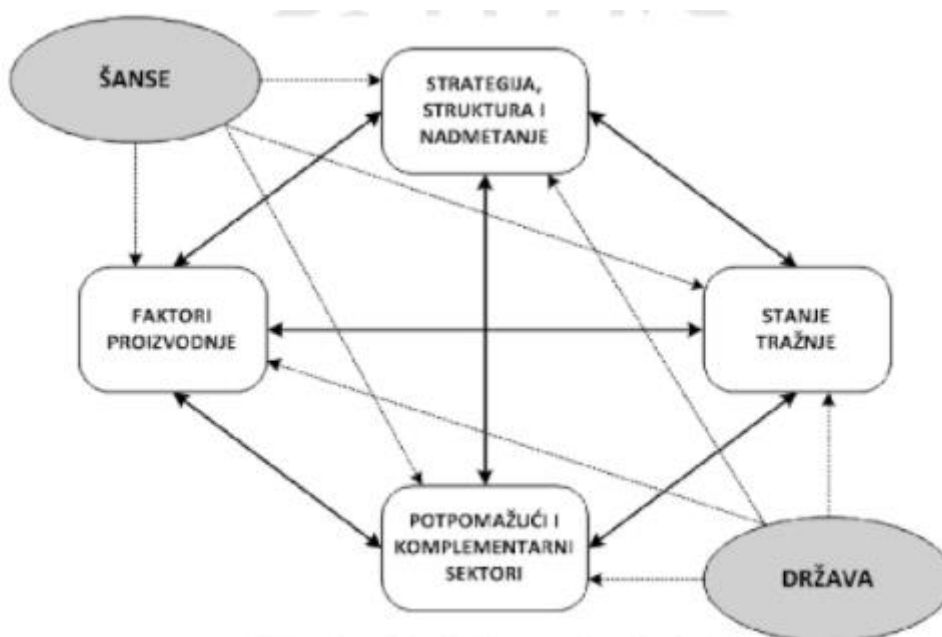 ŠANSE
STRATEGIJA,
STRUKTURA I
NADMETANJE
FAKTORI
PROIZVODNJE
STANJE
TRAŽNJE
POTPOMAŽUĆI I
KOMPLEMENTARNI
SEKTORI
DRŽAVA